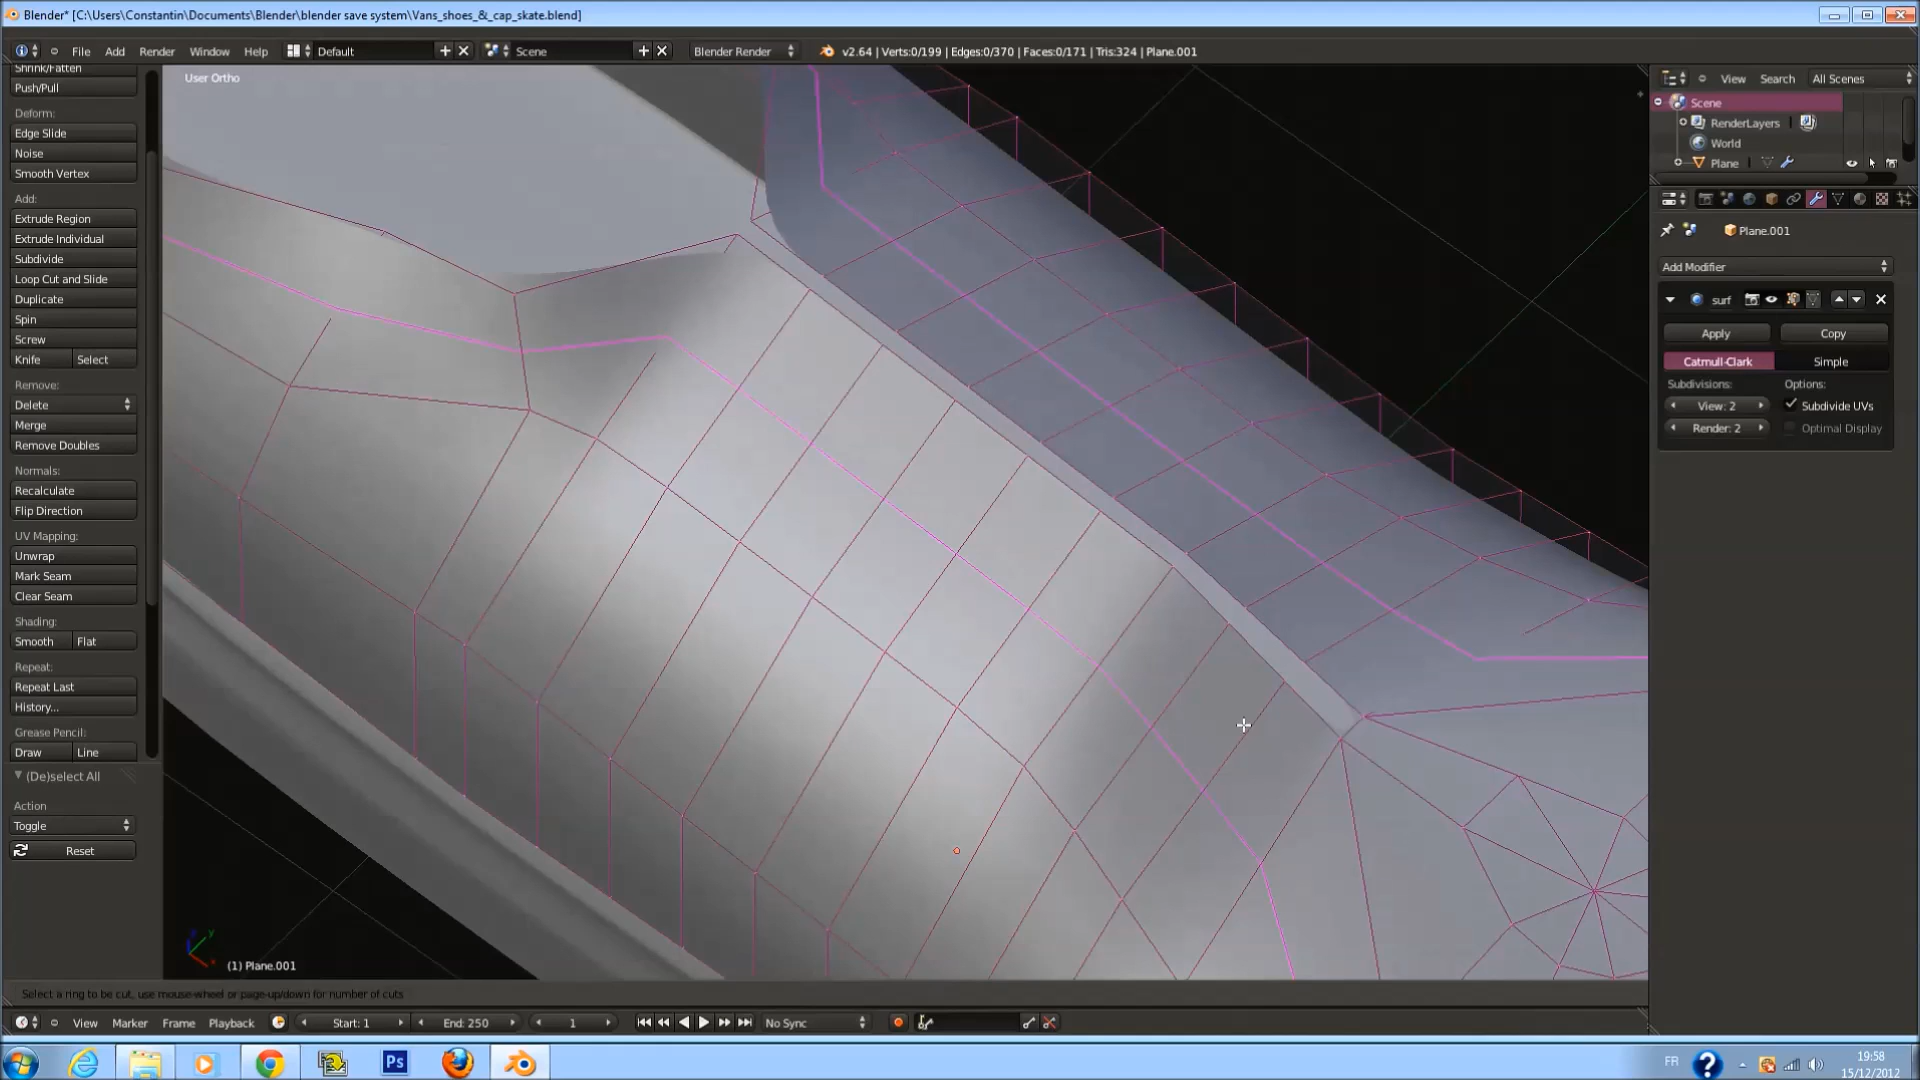 Blender* [C:\Users\Constantin\Documents\Blender\blender save system\Vans_shoes_&_cap_skate.blend]
File Add Render Window Help Default Scene Blender Render v2.64 | Verts:0/199 | Edges:0/370 | Faces:0/171 | Tris:324 | Plane.001
Shrink/Fatten
Push/Pull
Deform:
Edge Slide
Noise
Smooth Vertex
Add:
Extrude Region
Extrude Individual
Subdivide
Loop Cut and Slide
Duplicate
Spin
Screw
Knife Select
Remove:
Delete
Merge
Remove Doubles
Normals:
Recalculate
Flip Direction
UV Mapping:
Unwrap
Mark Seam
Clear Seam
Shading:
Smooth Flat
Repeat:
Repeat Last
History...
Grease Pencil:
Draw Line
(De)select All
Action
Toggle
Reset
User Ortho
(1) Plane.001
Select a ring to be cut, use mouse-wheel or page-up/down for number of cuts
View Search All Scenes
Scene
RenderLayers
World
Plane
Plane.001
Add Modifier
surf
Apply Copy
Catmull-Clark Simple
Subdivisions: Options:
View: 2 Subdivide UVs
Render: 2 Optimal Display
View Marker Frame Playback Start: 1 End: 250 1 No Sync
Ps
FR
19:58
15/12/2012